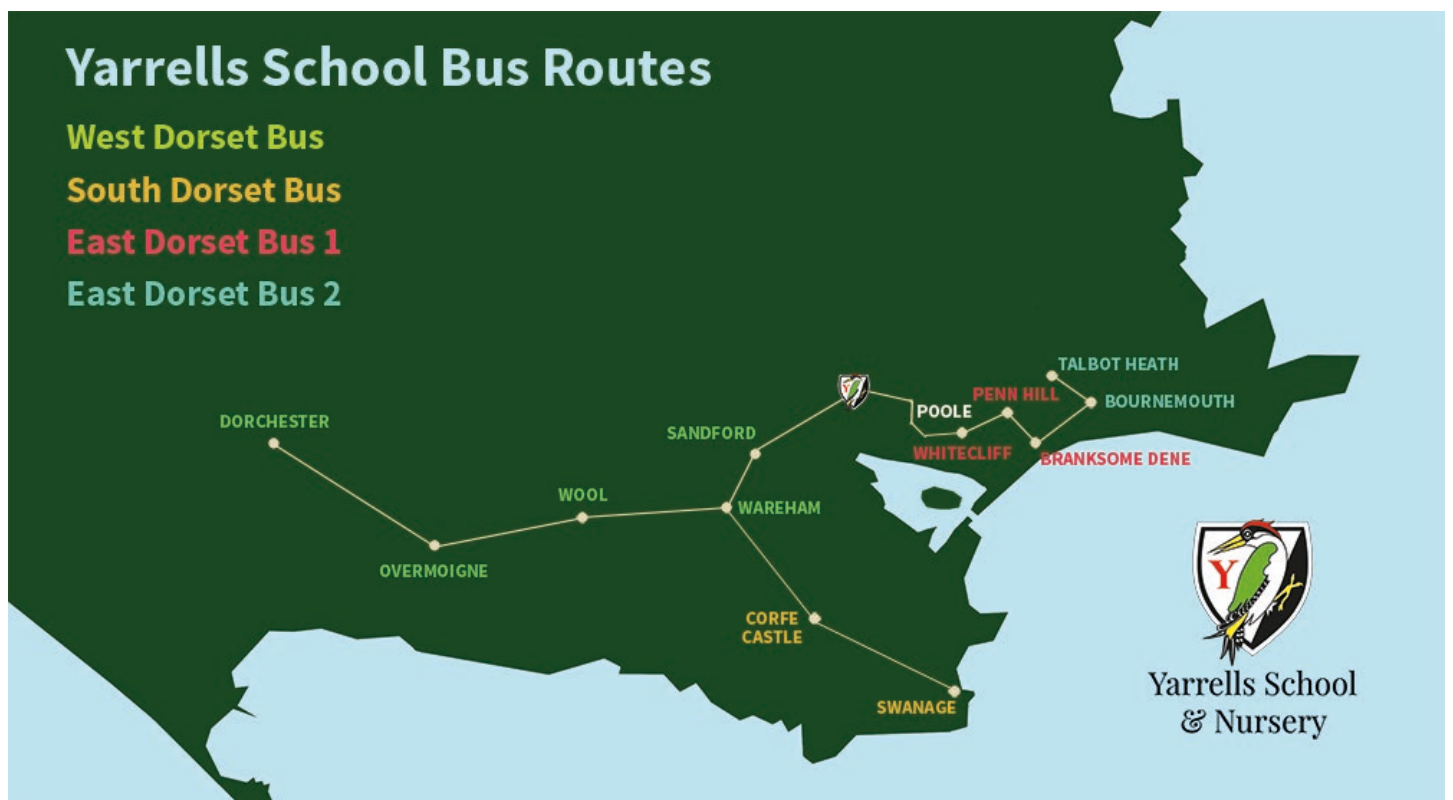 Yarrells School Bus Routes
West Dorset Bus
South Dorset Bus
East Dorset Bus 1
East Dorset Bus 2
TALBOT HEATH
PENN HILL
BOURNEMOUTH
POOLE
DORCHESTER
SANDFORD
WHITECLIFF
BRANKSOME DENE
WOOL
WAREHAM
OVERMOIGNE
CORFE
CASTLE
SWANAGE
Y
Y
Yarrells School
& Nursery